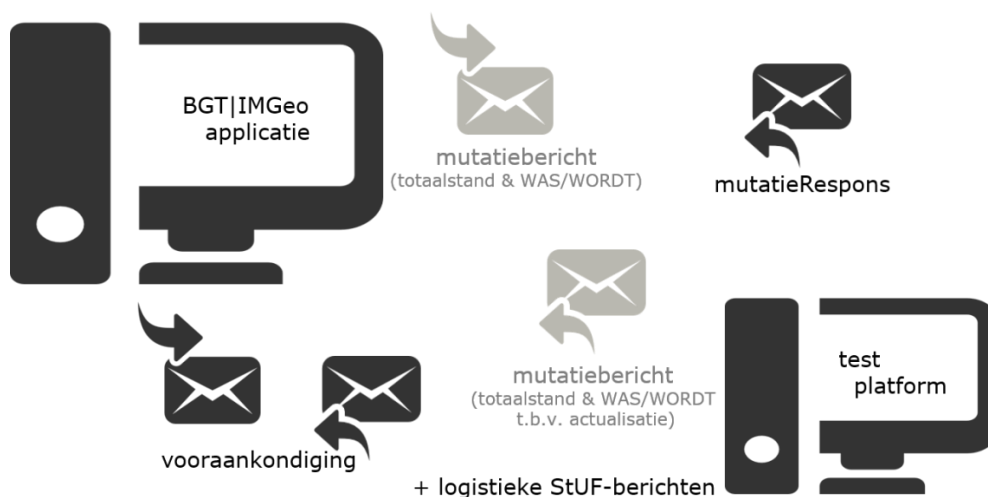 BGT|IMGeo
applicatie
mutatiebericht
(totaalstand & WAS/WORDT)
mutatieRespons
mutatiebericht
(totaalstand & WAS/WORDT
t.b.v. actualisatie)
test
platform
vooraankondiging
+ logistieke StUF-berichten